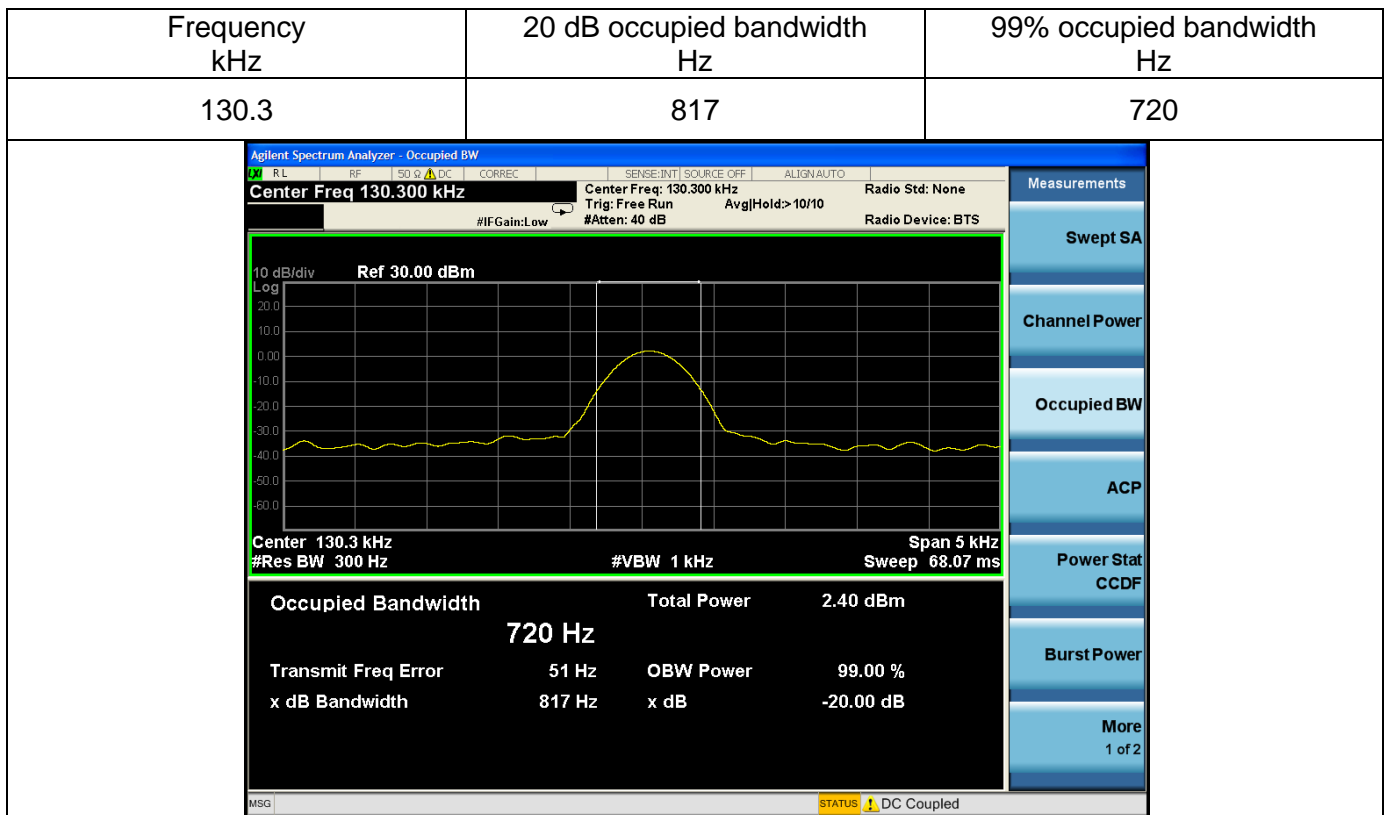 Frequency
kHz
20 dB occupied bandwidth
Hz
99% occupied bandwidth
Hz
130.3
817
720
Agilent Spectrum Analyzer - Occupied BW
LXI RL RF 50 Ω DC CORREC SENSE:INT SOURCE OFF ALIGN AUTO
Center Freq 130.300 kHz
Center Freq: 130.300 kHz
Radio Std: None
Trig: Free Run
Avg|Hold:>10/10
#IFGain:Low
#Atten: 40 dB
Radio Device: BTS
10 dB/div
Ref 30.00 dBm
Log
20.0
10.0
0.00
-10.0
-20.0
-30.0
-40.0
-50.0
-60.0
Center 130.3 kHz
Span 5 kHz
#Res BW 300 Hz
#VBW 1 kHz
Sweep 68.07 ms
Occupied Bandwidth
Total Power
2.40 dBm
720 Hz
Transmit Freq Error
51 Hz
OBW Power
99.00 %
x dB Bandwidth
817 Hz
x dB
-20.00 dB
Measurements
Swept SA
Channel Power
Occupied BW
ACP
Power Stat
CCDF
Burst Power
More
1 of 2
MSG
STATUS
DC Coupled